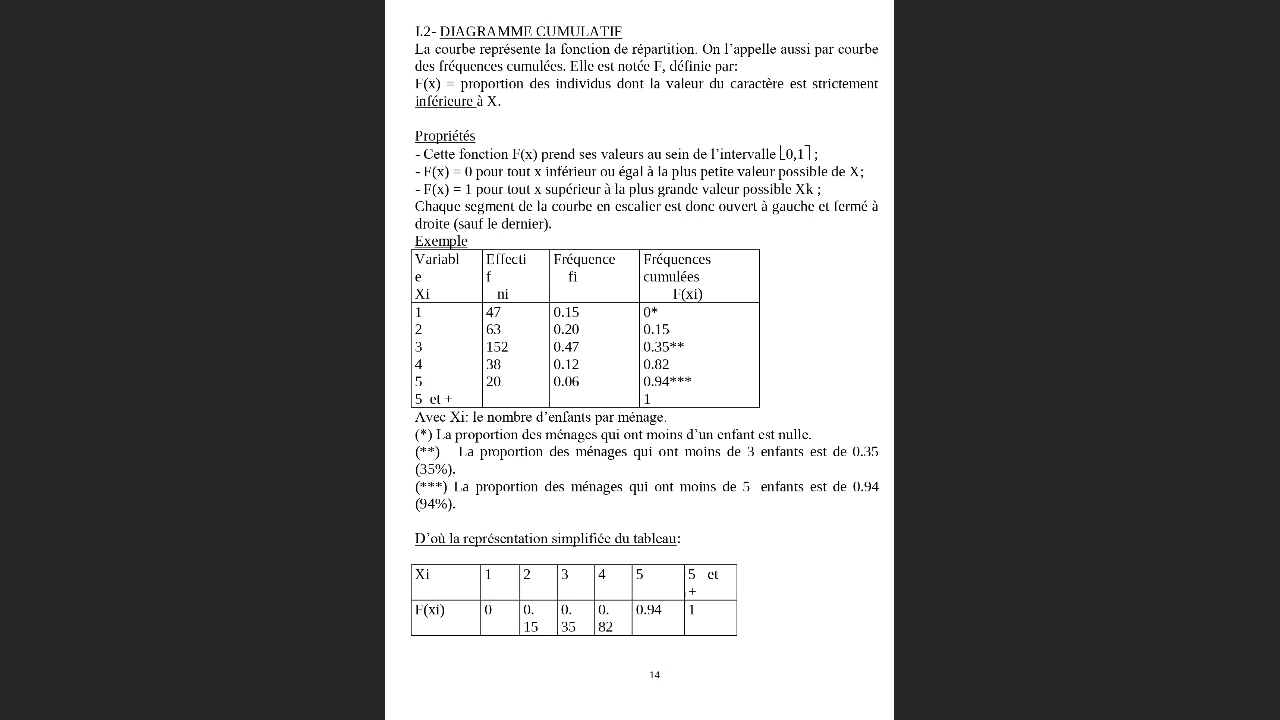 I.2- DIAGRAMME CUMULATIF
La courbe représente la fonction de répartition. On l'appelle aussi par courbe
des fréquences cumulées. Elle est notée F, définie par:
F(x) = proportion des individus dont la valeur du caractère est strictement
inférieure à X.
Propriétés
- Cette fonction F(x) prend ses valeurs au sein de l'intervalle ⌊0,1⌉ ;
- F(x) = 0 pour tout x inférieur ou égal à la plus petite valeur possible de X;
- F(x) = 1 pour tout x supérieur à la plus grande valeur possible Xk ;
Chaque segment de la courbe en escalier est donc ouvert à gauche et fermé à
droite (sauf le dernier).
Exemple
Variabl Effecti Fréquence Fréquences
e f fi cumulées
Xi ni F(xi)
1 47 0.15 0*
2 63 0.20 0.15
3 152 0.47 0.35**
4 38 0.12 0.82
5 20 0.06 0.94***
5 et + 1
Avec Xi: le nombre d'enfants par ménage.
(*) La proportion des ménages qui ont moins d'un enfant est nulle.
(**) La proportion des ménages qui ont moins de 3 enfants est de 0.35
(35%).
(***) La proportion des ménages qui ont moins de 5 enfants est de 0.94
(94%).
D'où la représentation simplifiée du tableau:
Xi 1 2 3 4 5 5 et
+
F(xi) 0 0. 0. 0. 0.94 1
15 35 82
14